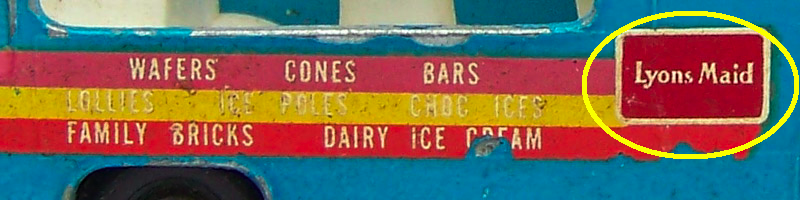 WAFERS CONES BARS
Lyons Maid
LOLLIES ICE POLES CHOC ICES
FAMILY BRICKS DAIRY ICE CREAM